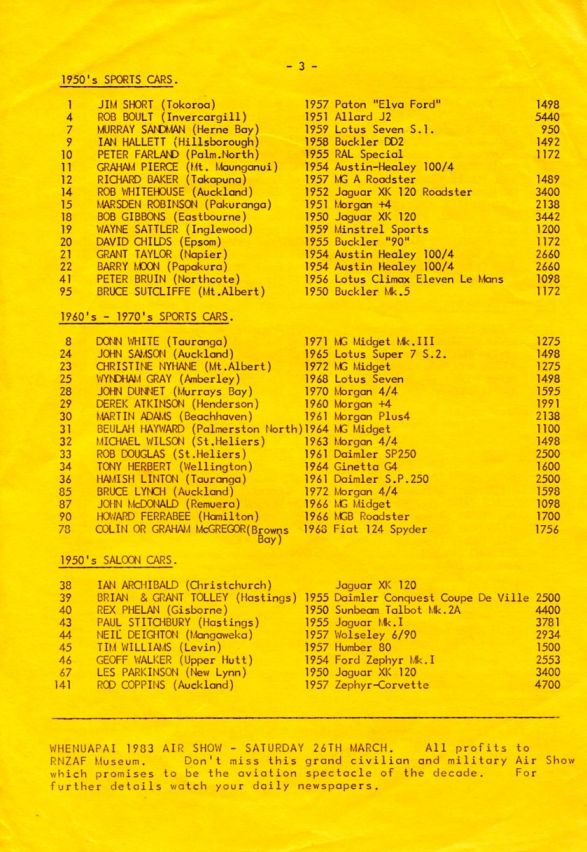 - 3 -
1950's SPORTS CARS.
1 JIM SHORT (Tokoroa) 1957 Paton "Elva Ford" 1498
4 ROB BOULT (Invercargill) 1951 Allard J2 5440
7 MURRAY SANDMAN (Herne Bay) 1959 Lotus Seven S.1. 950
9 IAN HALLETT (Hillsborough) 1958 Buckler DD2 1492
10 PETER FARLAND (Palm.North) 1955 RAL Special 1172
11 GRAHAM PIERCE (Mt. Maunganui) 1954 Austin-Healey 100/4
12 RICHARD BAKER (Takapuna) 1957 MG A Roadster 1489
14 ROB WHITEHOUSE (Auckland) 1952 Jaguar XK 120 Roadster 3400
15 MARSDEN ROBINSON (Pakuranga) 1951 Morgan +4 2138
18 BOB GIBBONS (Eastbourne) 1950 Jaguar XK 120 3442
19 WAYNE SATTLER (Inglewood) 1959 Minstrel Sports 1200
20 DAVID CHILDS (Epsom) 1955 Buckler "90" 1172
21 GRANT TAYLOR (Napier) 1954 Austin Healey 100/4 2660
22 BARRY MOON (Papakura) 1954 Austin Healey 100/4 2660
41 PETER BRUIN (Northcote) 1956 Lotus Climax Eleven Le Mans 1098
95 BRUCE SUTCLIFFE (Mt.Albert) 1950 Buckler Mk.5 1172
1960's - 1970's SPORTS CARS.
8 DONN WHITE (Tauranga) 1971 MG Midget Mk.III 1275
24 JOHN SAMSON (Auckland) 1965 Lotus Super 7 S.2. 1498
23 CHRISTINE NYHANE (Mt.Albert) 1972 MG Midget 1275
25 WYNDHAM GRAY (Amberley) 1968 Lotus Seven 1498
28 JOHN DUNNET (Murrays Bay) 1970 Morgan 4/4 1595
29 DEREK ATKINSON (Henderson) 1960 Morgan +4 1991
30 MARTIN ADAMS (Beachhaven) 1961 Morgan Plus4 2138
31 BEULAH HAYWARD (Palmerston North) 1964 MG Midget 1100
32 MICHAEL WILSON (St.Heliers) 1963 Morgan 4/4 1498
33 ROB DOUGLAS (St.Heliers) 1961 Daimler SP250 2500
34 TONY HERBERT (Wellington) 1964 Ginetta G4 1600
36 HAMISH LINTON (Tauranga) 1961 Daimler S.P.250 2500
85 BRUCE LYNCH (Auckland) 1972 Morgan 4/4 1598
87 JOHN McDONALD (Remuera) 1966 MG Midget 1098
90 HOWARD FERRABEE (Hamilton) 1966 MGB Roadster 1700
78 COLIN OR GRAHAM McGREGOR(Browns 1968 Fiat 124 Spyder 1756
Bay)
1950's SALOON CARS.
38 IAN ARCHIBALD (Christchurch) Jaguar XK 120
39 BRIAN & GRANT TOLLEY (Hastings) 1955 Daimler Conquest Coupe De Ville 2500
40 REX PHELAN (Gisborne) 1950 Sunbeam Talbot Mk.2A 4400
43 PAUL STITCHBURY (Hastings) 1955 Jaguar Mk.I 3781
44 NEIL DEIGHTON (Mangaweka) 1957 Wolseley 6/90 2934
45 TIM WILLIAMS (Levin) 1957 Humber 80 1500
46 GEOFF WALKER (Upper Hutt) 1954 Ford Zephyr Mk.I 2553
67 LES PARKINSON (New Lynn) 1950 Jaguar XK 120 3400
141 ROD COPPINS (Auckland) 1957 Zephyr-Corvette 4700
WHENUAPAI 1983 AIR SHOW - SATURDAY 26TH MARCH. All profits to
RNZAF Museum. Don't miss this grand civilian and military Air Show
which promises to be the aviation spectacle of the decade. For
further details watch your daily newspapers.